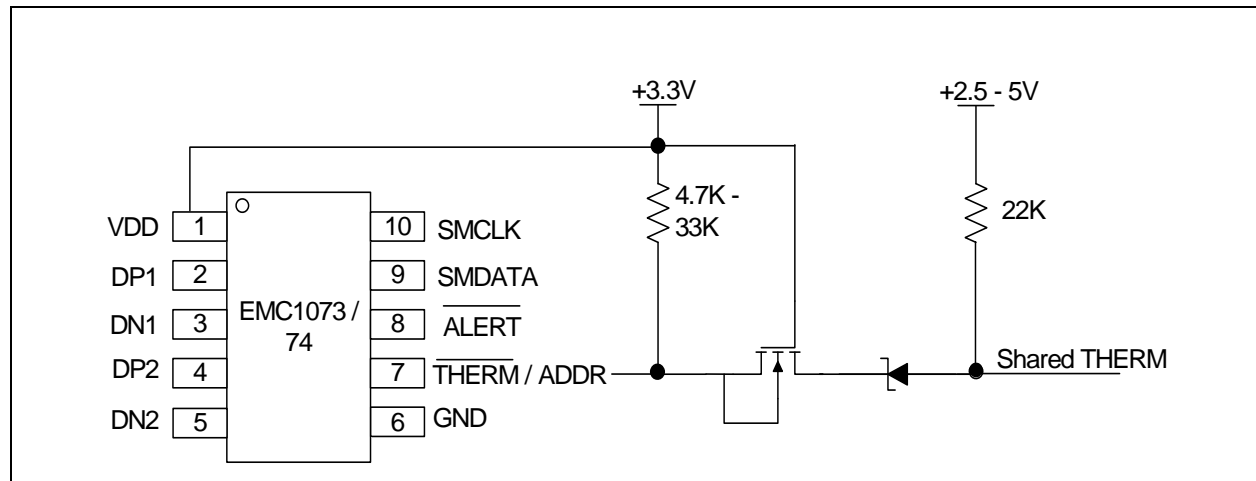 +3.3V
+2.5 - 5V
4.7K -
33K
22K
VDD 1 10 SMCLK
DP1 2 9 SMDATA
DN1 3 8 ALERT
DP2 4 7 THERM / ADDR
DN2 5 6 GND
EMC1073 /
74
Shared THERM